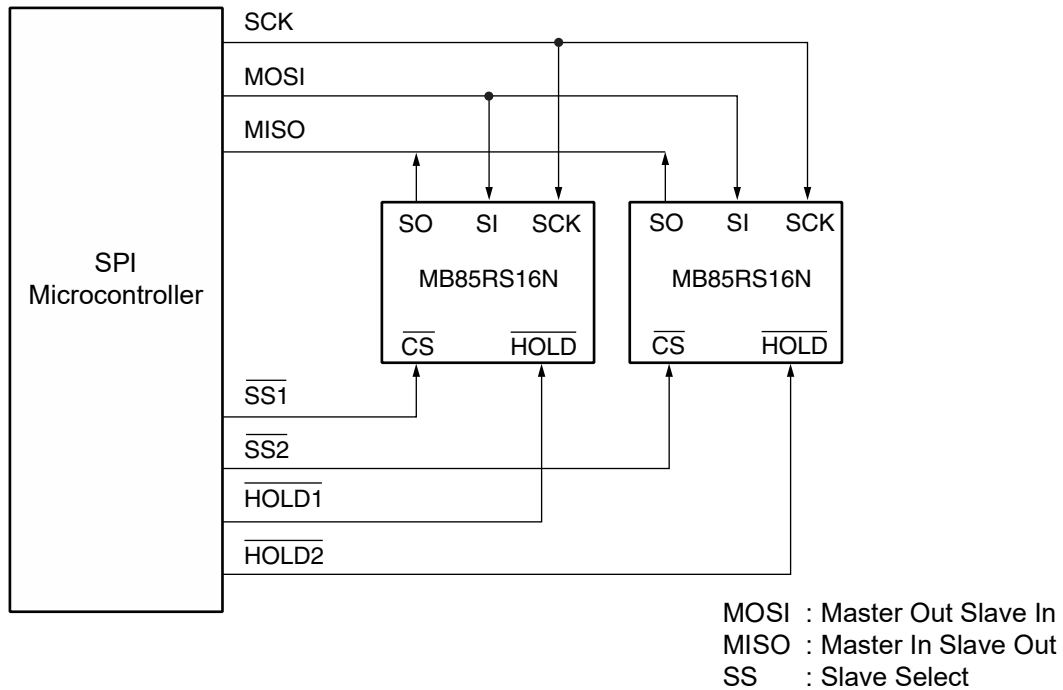 SCK
MOSI
MISO
SO SI SCK
MB85RS16N
CS HOLD
SO SI SCK
MB85RS16N
CS HOLD
SPI
Microcontroller
SS1
SS2
HOLD1
HOLD2
MOSI : Master Out Slave In
MISO : Master In Slave Out
SS : Slave Select